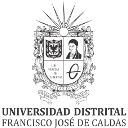 UNIVERSIDAD DISTRITAL
FRANCISCO JOSÉ DE CALDAS